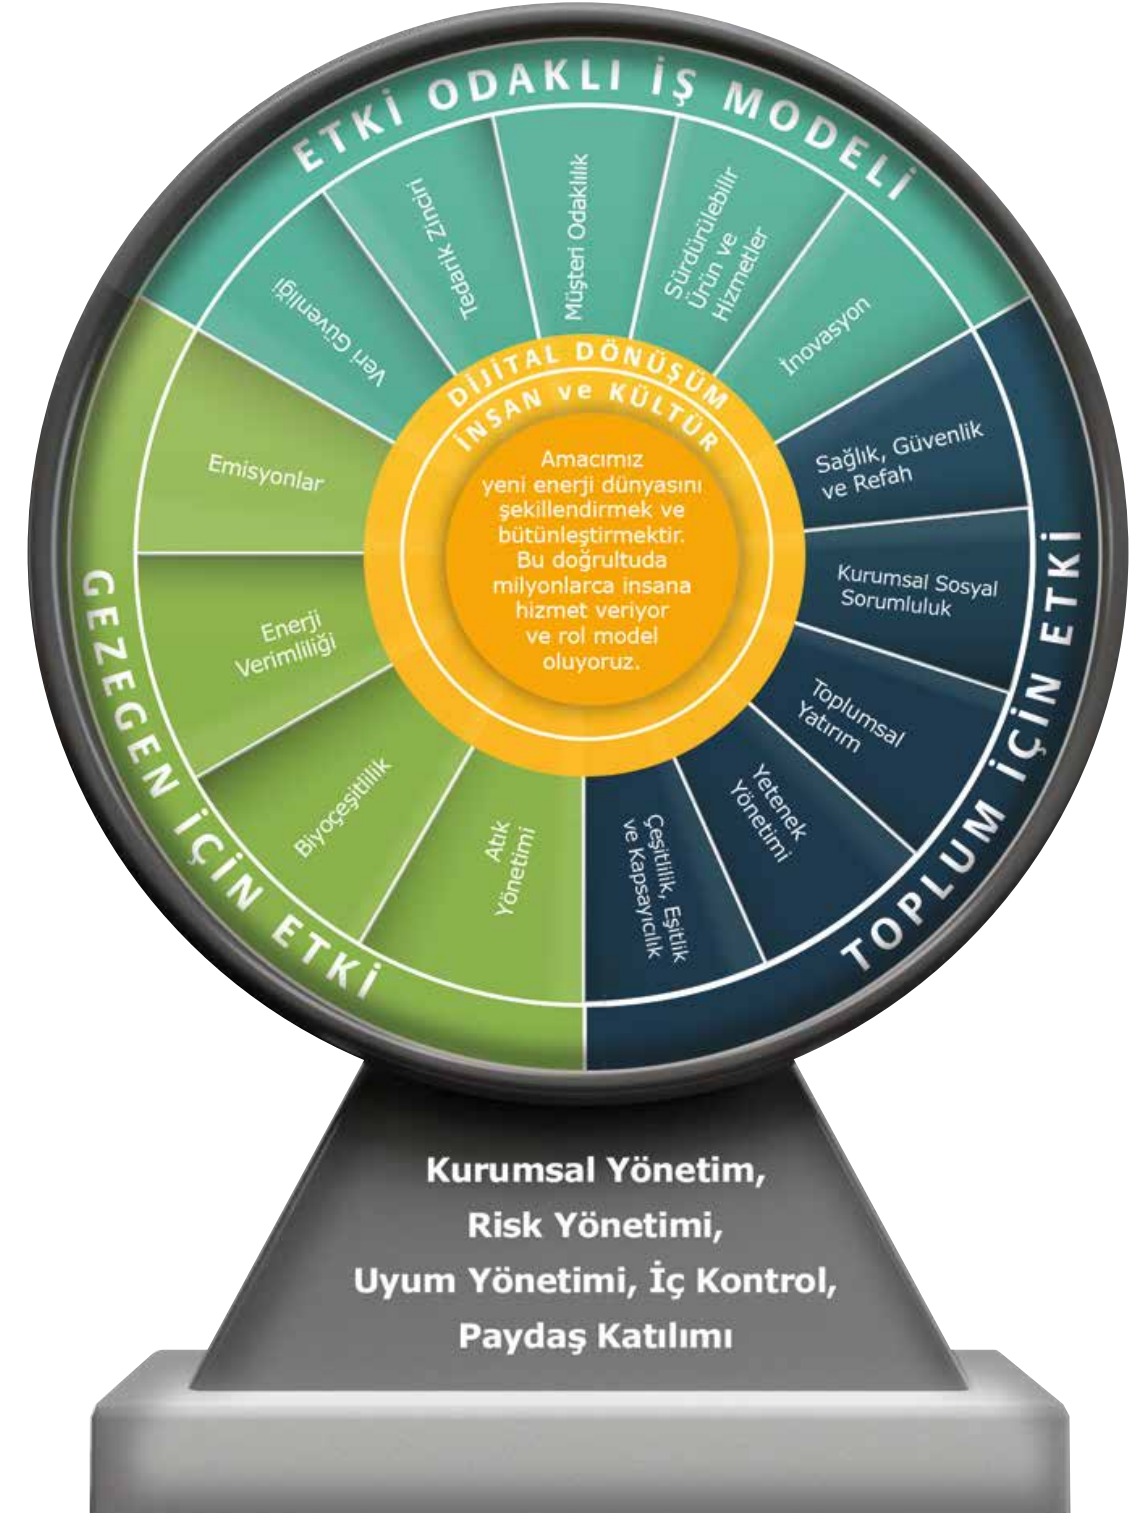 ETKİ ODAKLI İŞ MODELİ
Veri Güvenliği
Tedarik Zinciri
Müşteri Odaklılık
Sürdürülebilir
Ürün ve
Hizmetler
İnovasyon
TOPLUM İÇİN ETKİ
Sağlık, Güvenlik
ve Refah
Kurumsal Sosyal
Sorumluluk
Toplumsal
Yatırım
Yetenek
Yönetimi
Çeşitlilik, Eşitlik
ve Kapsayıcılık
GEZEGEN İÇİN ETKİ
Emisyonlar
Enerji
Verimliliği
Biyoçeşitlilik
Atık
Yönetimi
DİJİTAL DÖNÜŞÜM
İNSAN ve KÜLTÜR
Amacımız
yeni enerji dünyasını
şekillendirmek ve
bütünleştirmektir.
Bu doğrultuda
milyonlarca insana
hizmet veriyor
ve rol model
oluyoruz.
Kurumsal Yönetim,
Risk Yönetimi,
Uyum Yönetimi, İç Kontrol,
Paydaş Katılımı